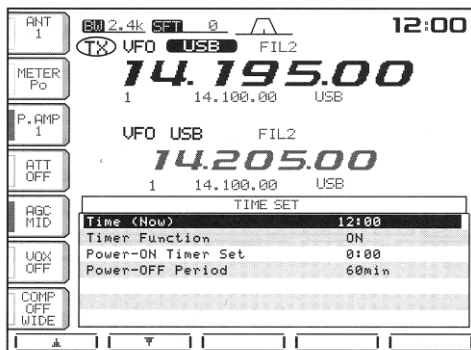 ANT
1
METER
Po
P.AMP
1
ATT
OFF
AGC
MID
VOX
OFF
COMP
OFF
WIDE
BW 2.4k SFT 0
12:00
TX VFO USB FIL2
14.195.00
1 14.100.00 USB
VFO USB FIL2
14.205.00
1 14.100.00 USB
TIME SET
Time (Now) 12:00
Timer Function ON
Power-ON Timer Set 0:00
Power-OFF Period 60min